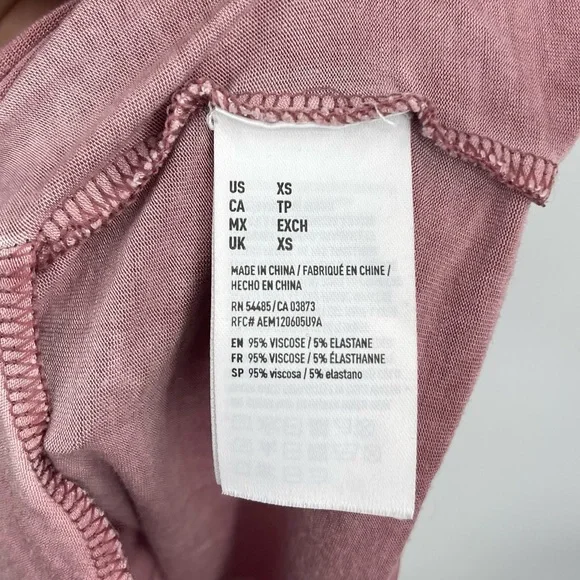 US XS
CA TP
MX EXCH
UK XS
MADE IN CHINA / FABRIQUÉ EN CHINE /
HECHO EN CHINA
RN 54485 / CA 03873
RFC# AEM120605U9A
EN 95% VISCOSE / 5% ELASTANE
FR 95% VISCOSE / 5% ÉLASTHANNE
SP 95% viscosa / 5% elastano